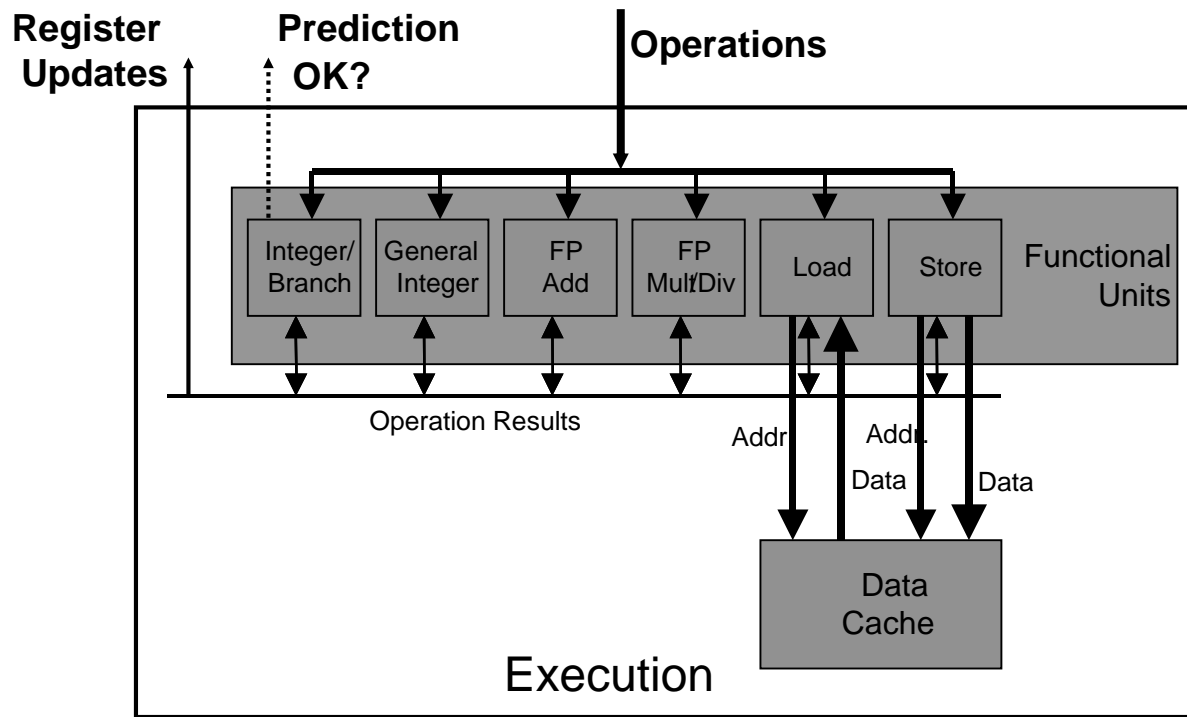 Register
Updates
Prediction
OK?
Operations
Integer/
Branch
General
Integer
FP
Add
FP
Mult/Div
Load
Store
Functional
Units
Operation Results
Addr
Addr.
Data
Data
Data
Cache
Execution